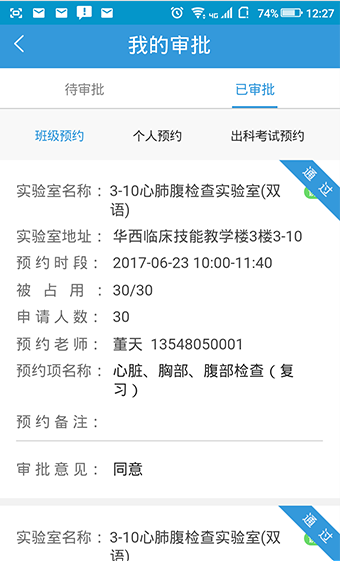 4G 74% 12:27
我的审批
待审批 已审批
班级预约 个人预约 出科考试预约
通过
实验室名称： 3-10心肺腹检查实验室(双
语)
实验室地址： 华西临床技能教学楼3楼3-10
预约时段： 2017-06-23 10:00-11:40
被占用： 30/30
申请人数： 30
预约老师： 董天 13548050001
预约项名称： 心脏、胸部、腹部检查（复
习）
预约备注：
审批意见： 同意
通过
实验室名称： 3-10心肺腹检查实验室(双
语)